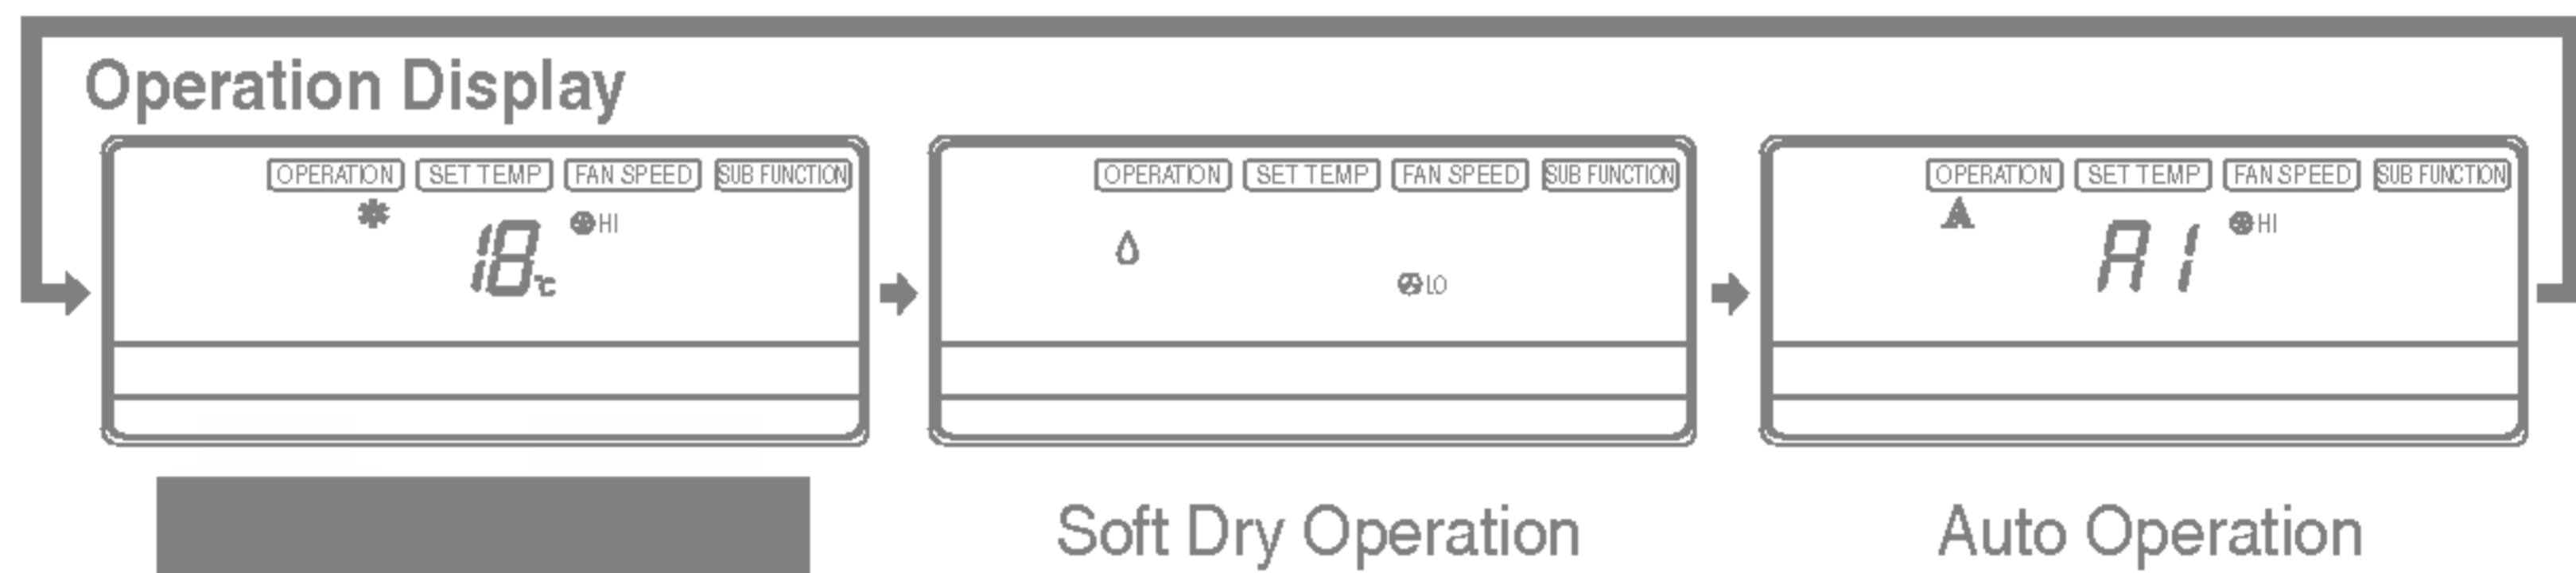 Operation Display
OPERATION SET TEMP FAN SPEED SUB FUNCTION
HI
18°C
OPERATION SET TEMP FAN SPEED SUB FUNCTION
LO
OPERATION SET TEMP FAN SPEED SUB FUNCTION
A HI
A1
Soft Dry Operation
Auto Operation